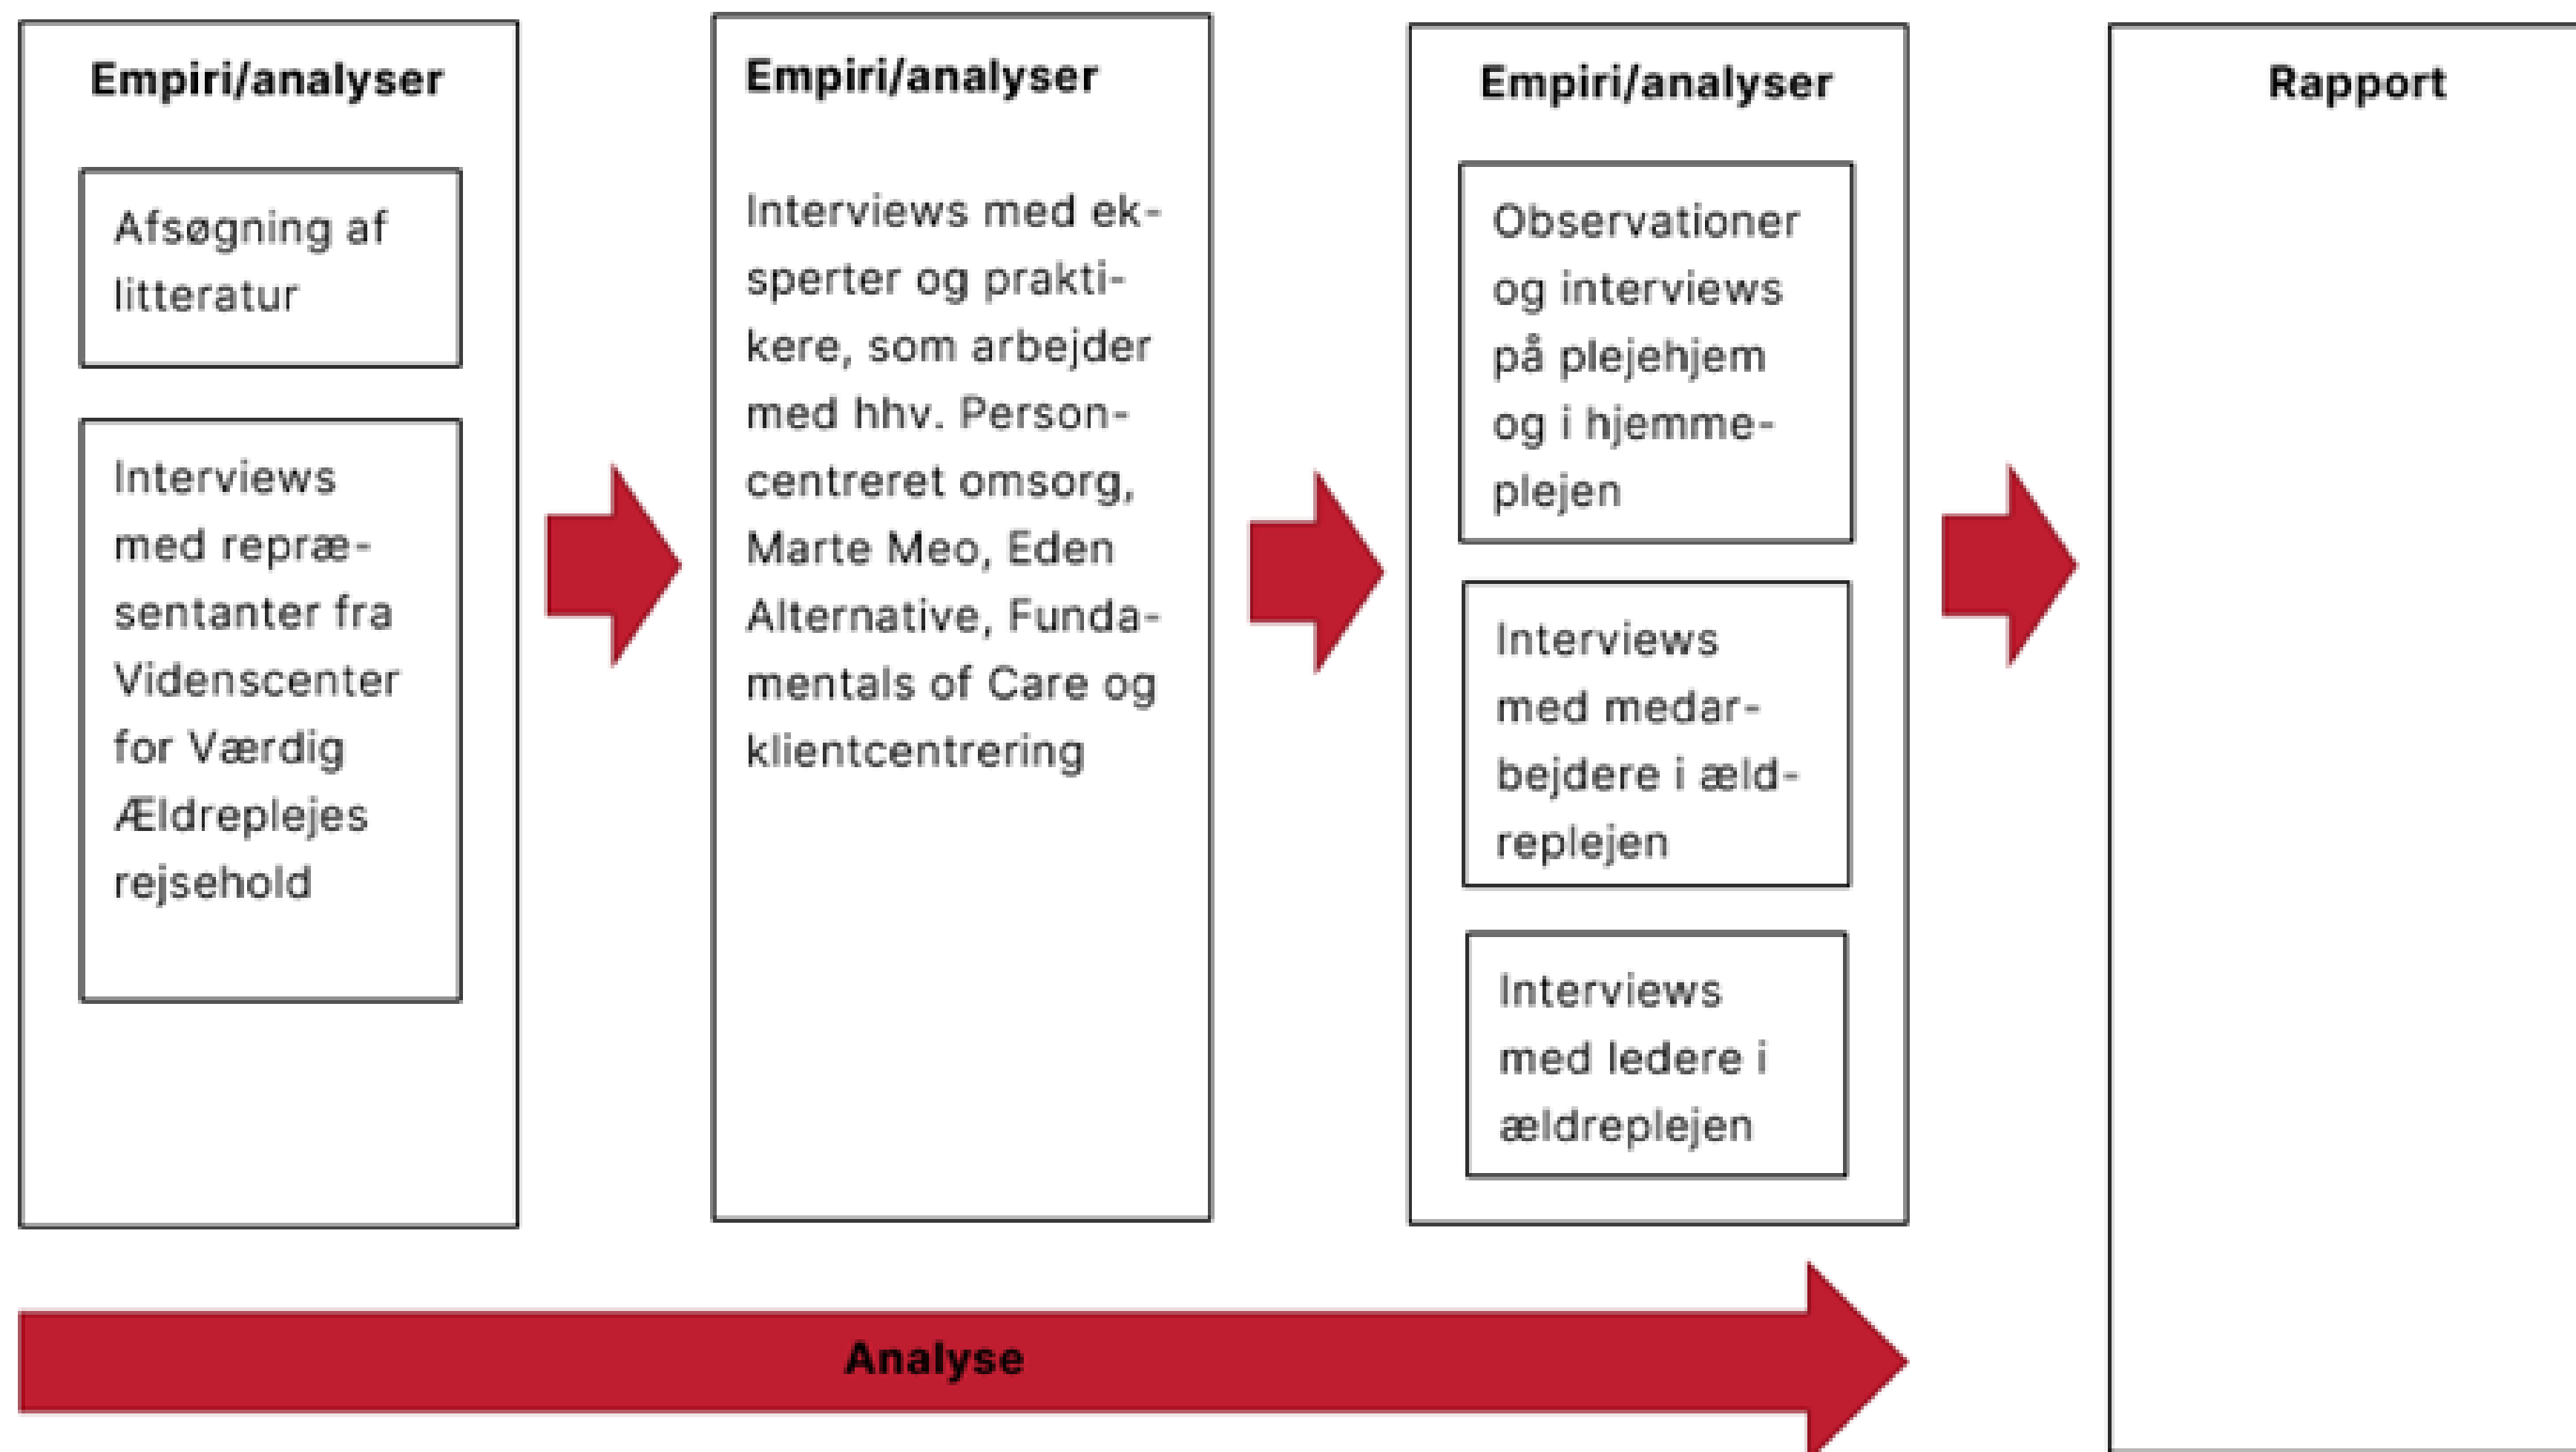 Empiri/analyser
Afsøgning af
litteratur
Interviews
med repræ-
sentanter fra
Videnscenter
for Værdig
Ældreplejes
rejsehold
Empiri/analyser
Interviews med ek-
sperter og prakti-
kere, som arbejder
med hhv. Person-
centreret omsorg,
Marte Meo, Eden
Alternative, Funda-
mentals of Care og
klientcentrering
Empiri/analyser
Observationer
og interviews
på plejehjem
og i hjemme-
plejen
Interviews
med medar-
bejdere i æld-
replejen
Interviews
med ledere i
ældreplejen
Rapport
Analyse